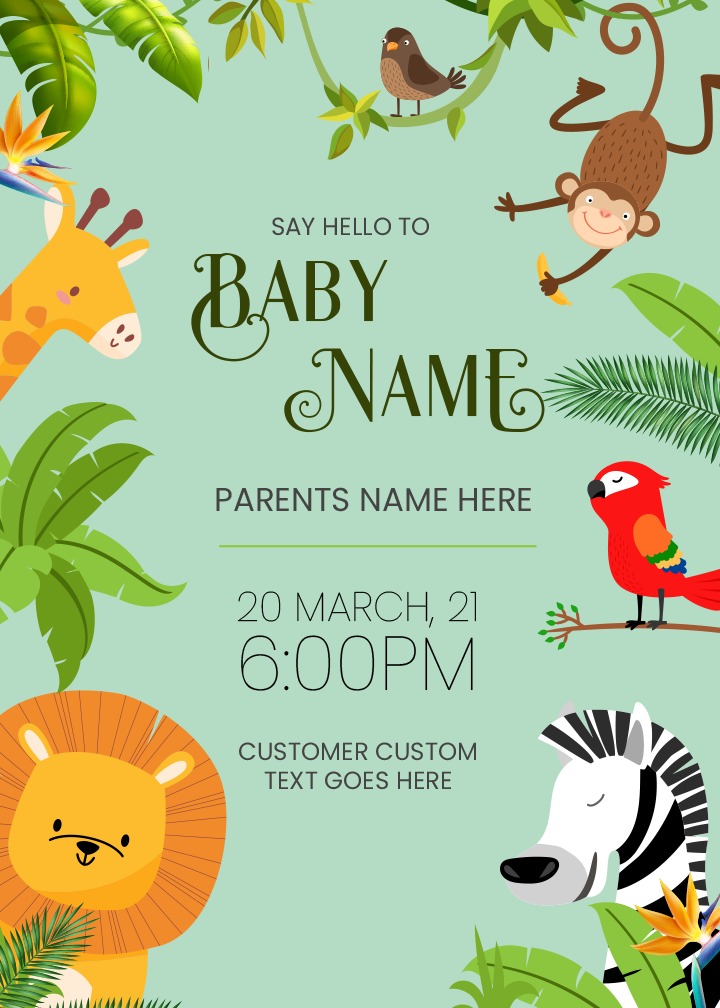 SAY HELLO TO
BABY
NAME
PARENTS NAME HERE
20 MARCH, 21
6:00PM
CUSTOMER CUSTOM
TEXT GOES HERE